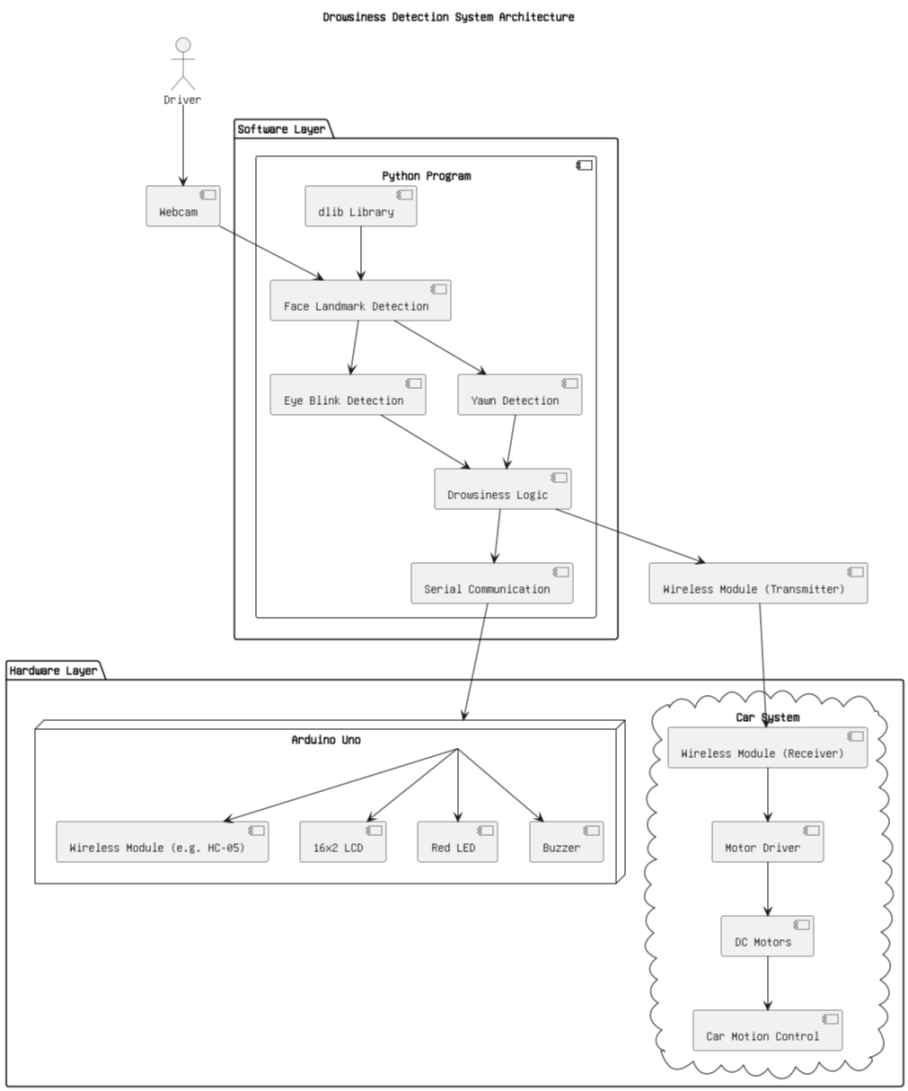 Drowsiness Detection System Architecture
Driver
Software Layer
Python Program
Webcam
dlib Library
Face Landmark Detection
Eye Blink Detection
Yawn Detection
Drowsiness Logic
Serial Communication
Wireless Module (Transmitter)
Hardware Layer
Arduino Uno
Car System
Wireless Module (Receiver)
Wireless Module (e.g. HC-05)
16x2 LCD
Red LED
Buzzer
Motor Driver
DC Motors
Car Motion Control